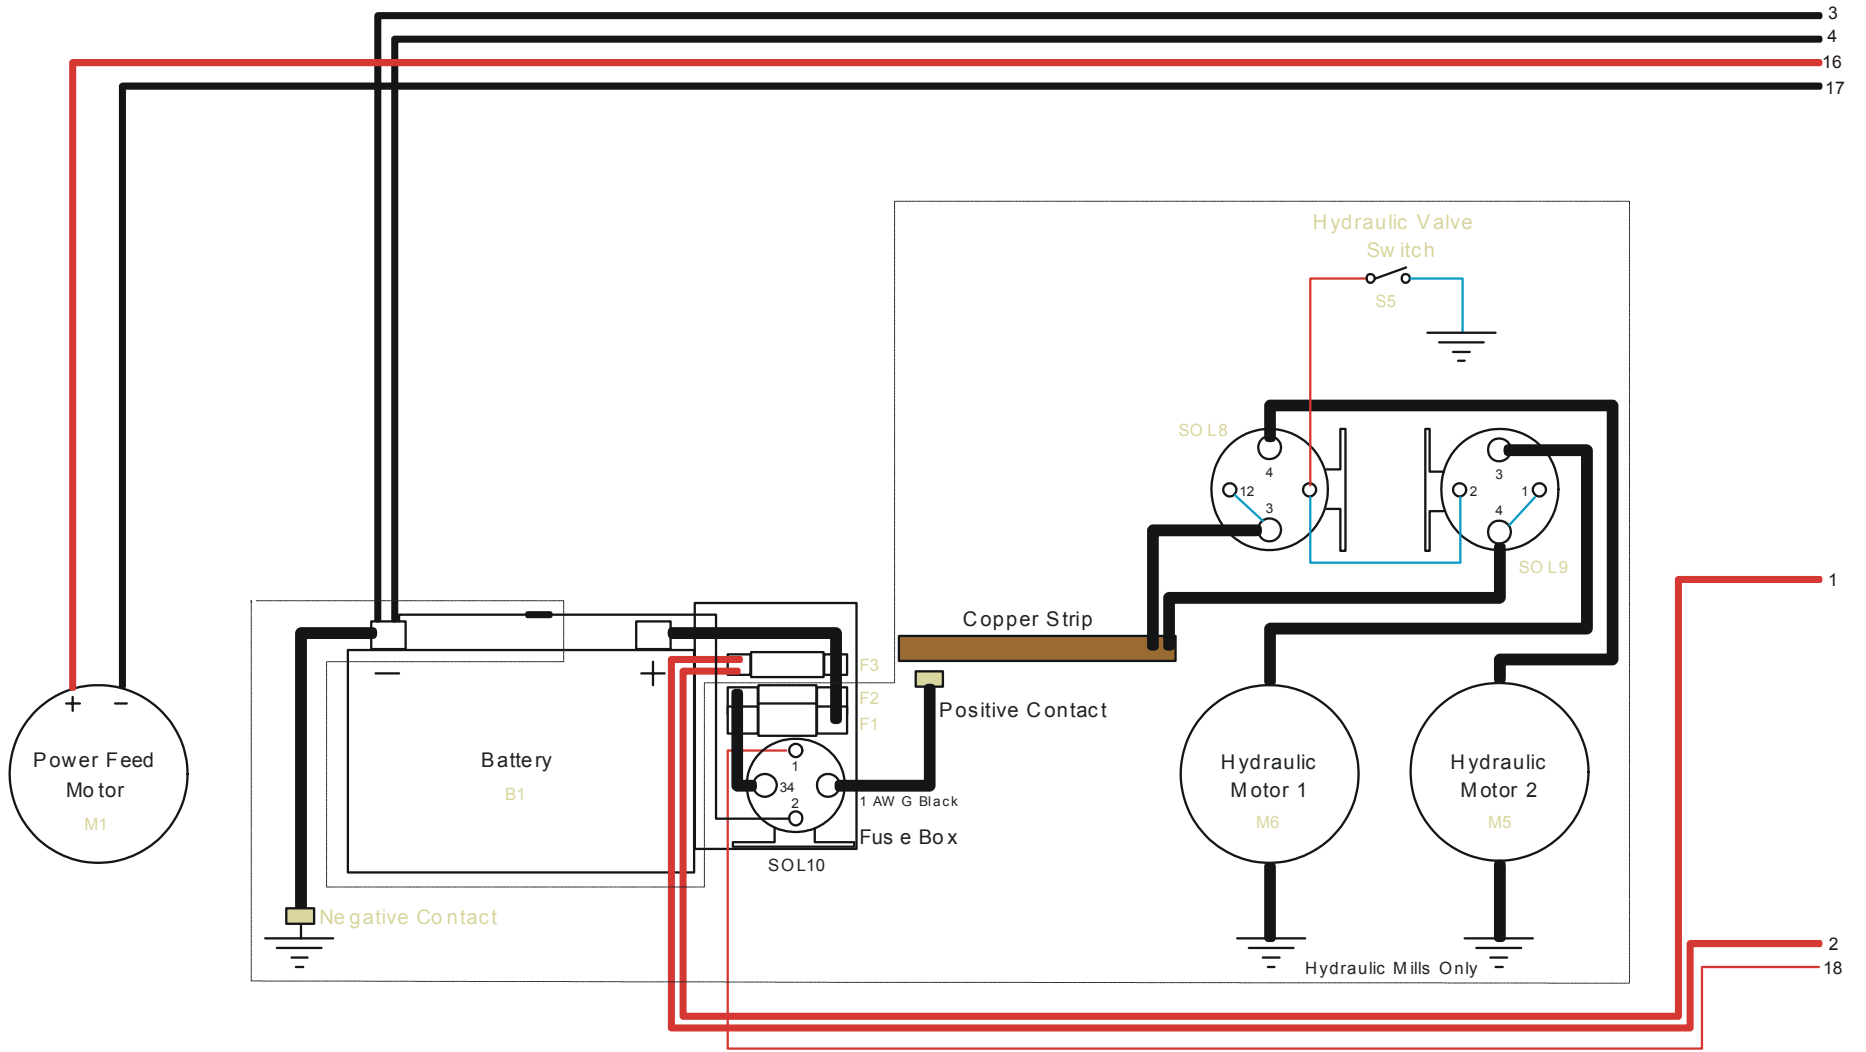 3
4
16
17
Hydraulic Valve
Switch
S5
SOL8
4
12
3
3
2
1
4
SOL9
1
Copper Strip
F3
F2
F1
Positive Contact
+
−
+
−
Power Feed
Motor
M1
Battery
B1
1
34
2
1 AWG Black
Fuse Box
SOL10
Hydraulic
Motor 1
M6
Hydraulic
Motor 2
M5
Negative Contact
Hydraulic Mills Only
2
18